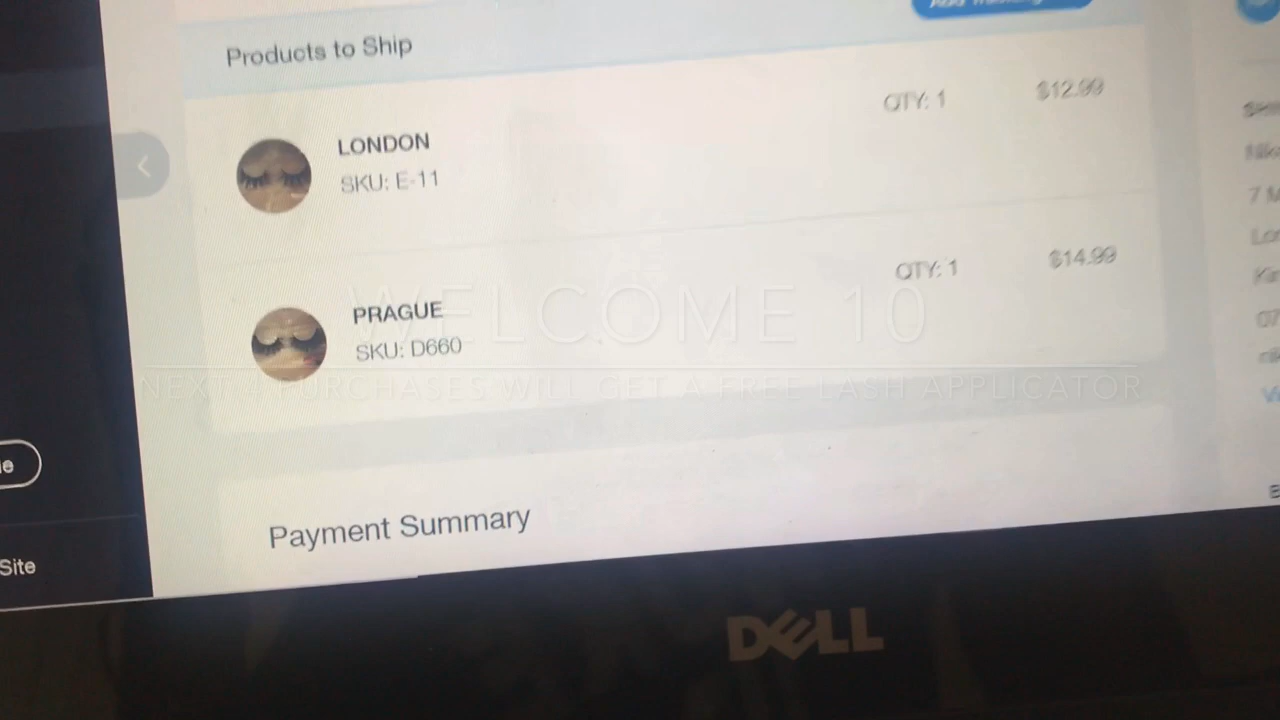 Products to Ship
LONDON
SKU: E-11
QTY: 1
$12.99
PRAGUE
SKU: D660
QTY: 1
$14.99
WELCOME 10
NEXT 4 PURCHASES WILL GET A FREE LASH APPLICATOR
Payment Summary
Site
DELL